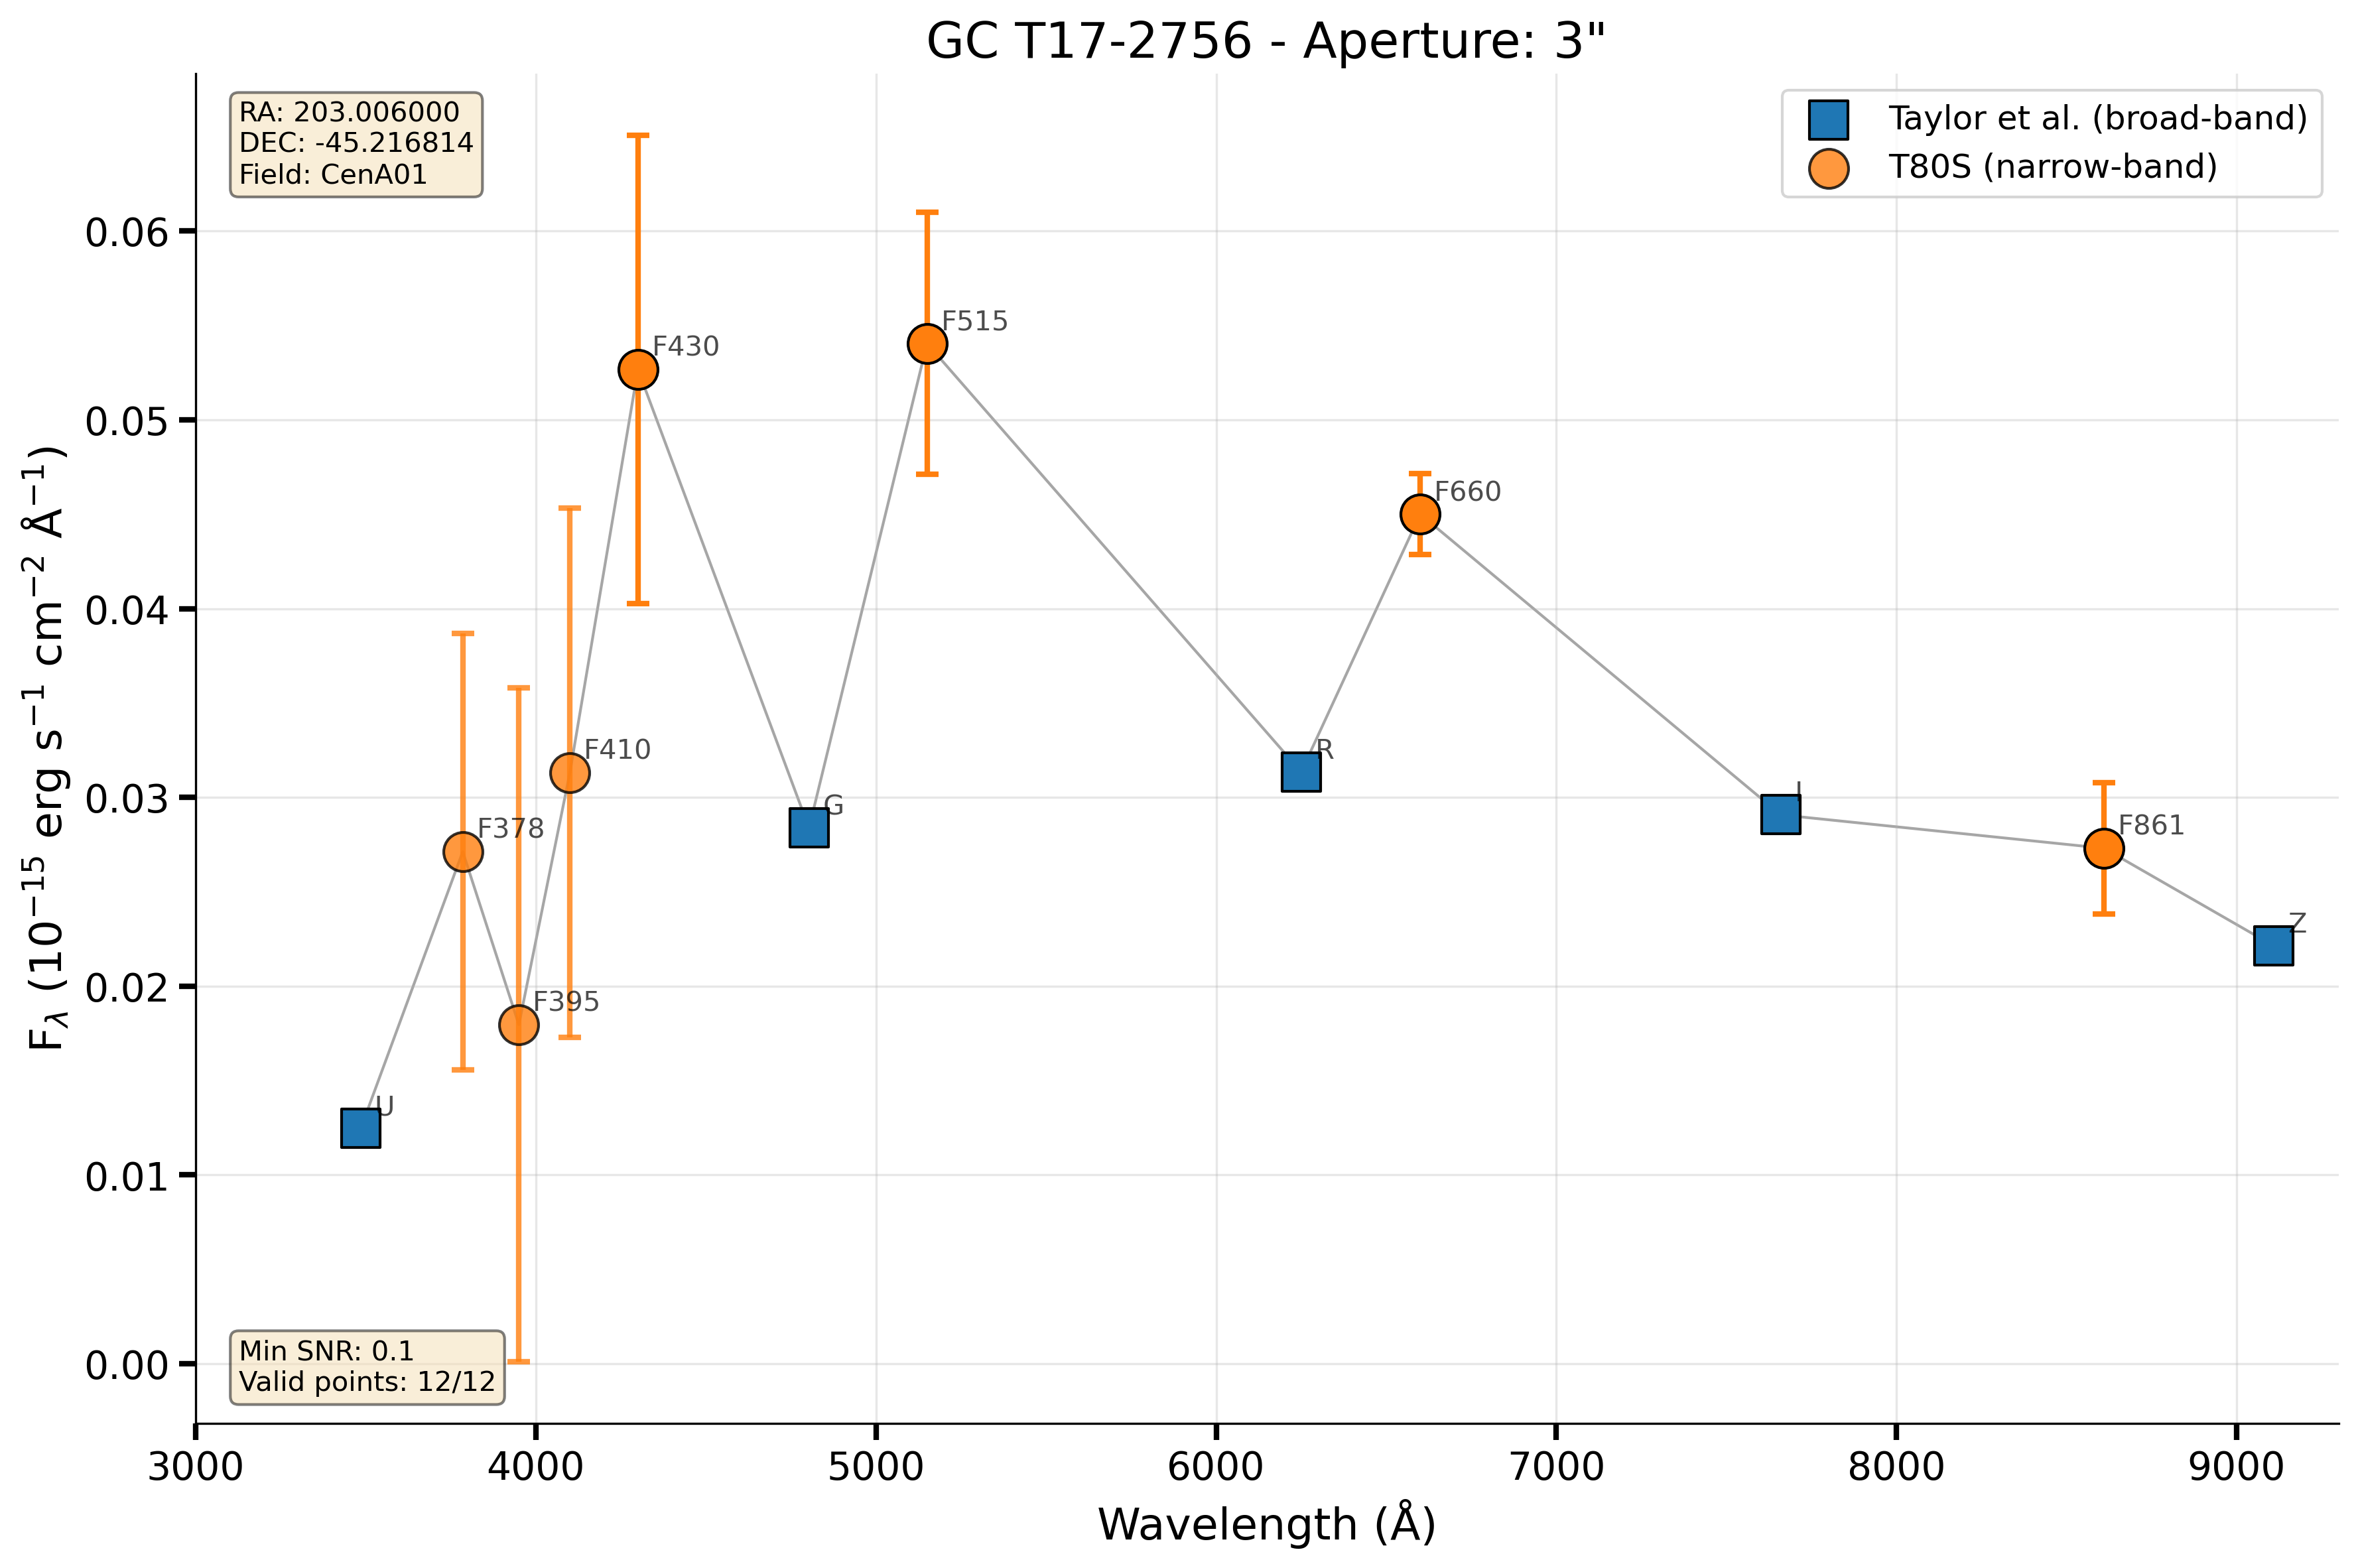 GC T17-2756 - Aperture: 3"
RA: 203.006000
DEC: -45.216814
Field: CenA01
Taylor et al. (broad-band)
T80S (narrow-band)
F_λ (10⁻¹⁵ erg s⁻¹ cm⁻² Å⁻¹)
0.06
0.05
0.04
0.03
0.02
0.01
0.00
U
F378
F395
F410
F430
G
F515
R
F660
I
F861
Z
Min SNR: 0.1
Valid points: 12/12
3000
4000
5000
6000
7000
8000
9000
Wavelength (Å)